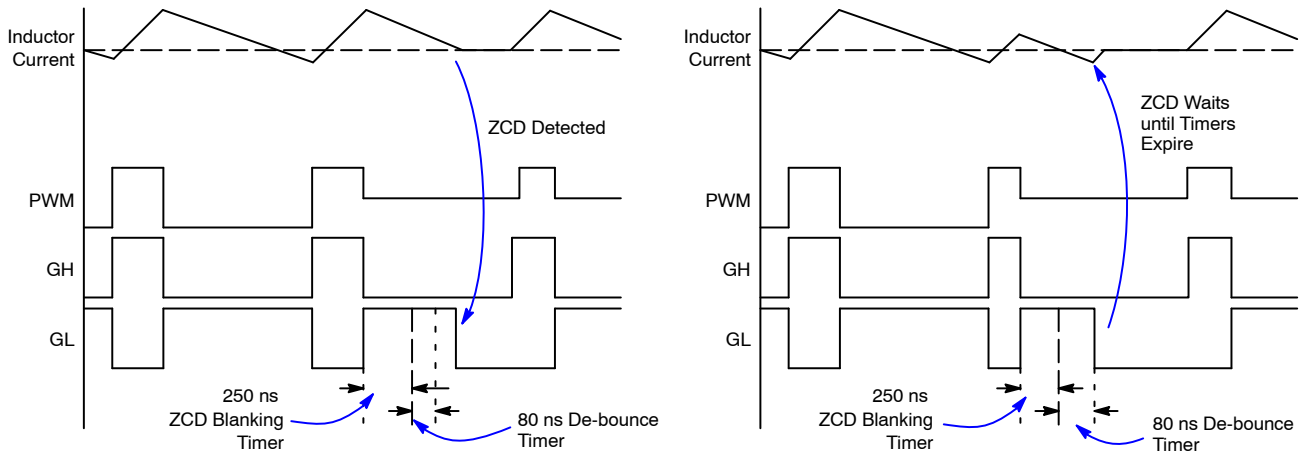 Inductor
Current
ZCD Detected
PWM
GH
GL
250 ns
ZCD Blanking
Timer
80 ns De-bounce
Timer
Inductor
Current
ZCD Waits
until Timers
Expire
PWM
GH
GL
250 ns
ZCD Blanking
Timer
80 ns De-bounce
Timer